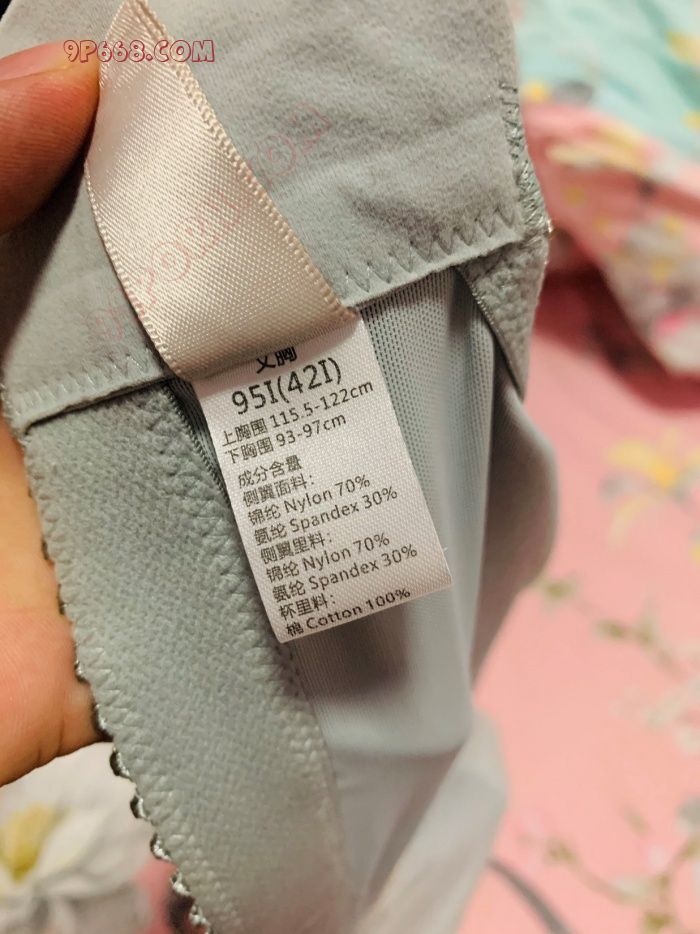 9P668.COM
文胸
95I(42I)
上胸围 115.5-122cm
下胸围 93-97cm
成分含量
侧翼面料:
锦纶 Nylon 70%
氨纶 Spandex 30%
侧翼里料:
锦纶 Nylon 70%
氨纶 Spandex 30%
杯里料:
棉 Cotton 100%